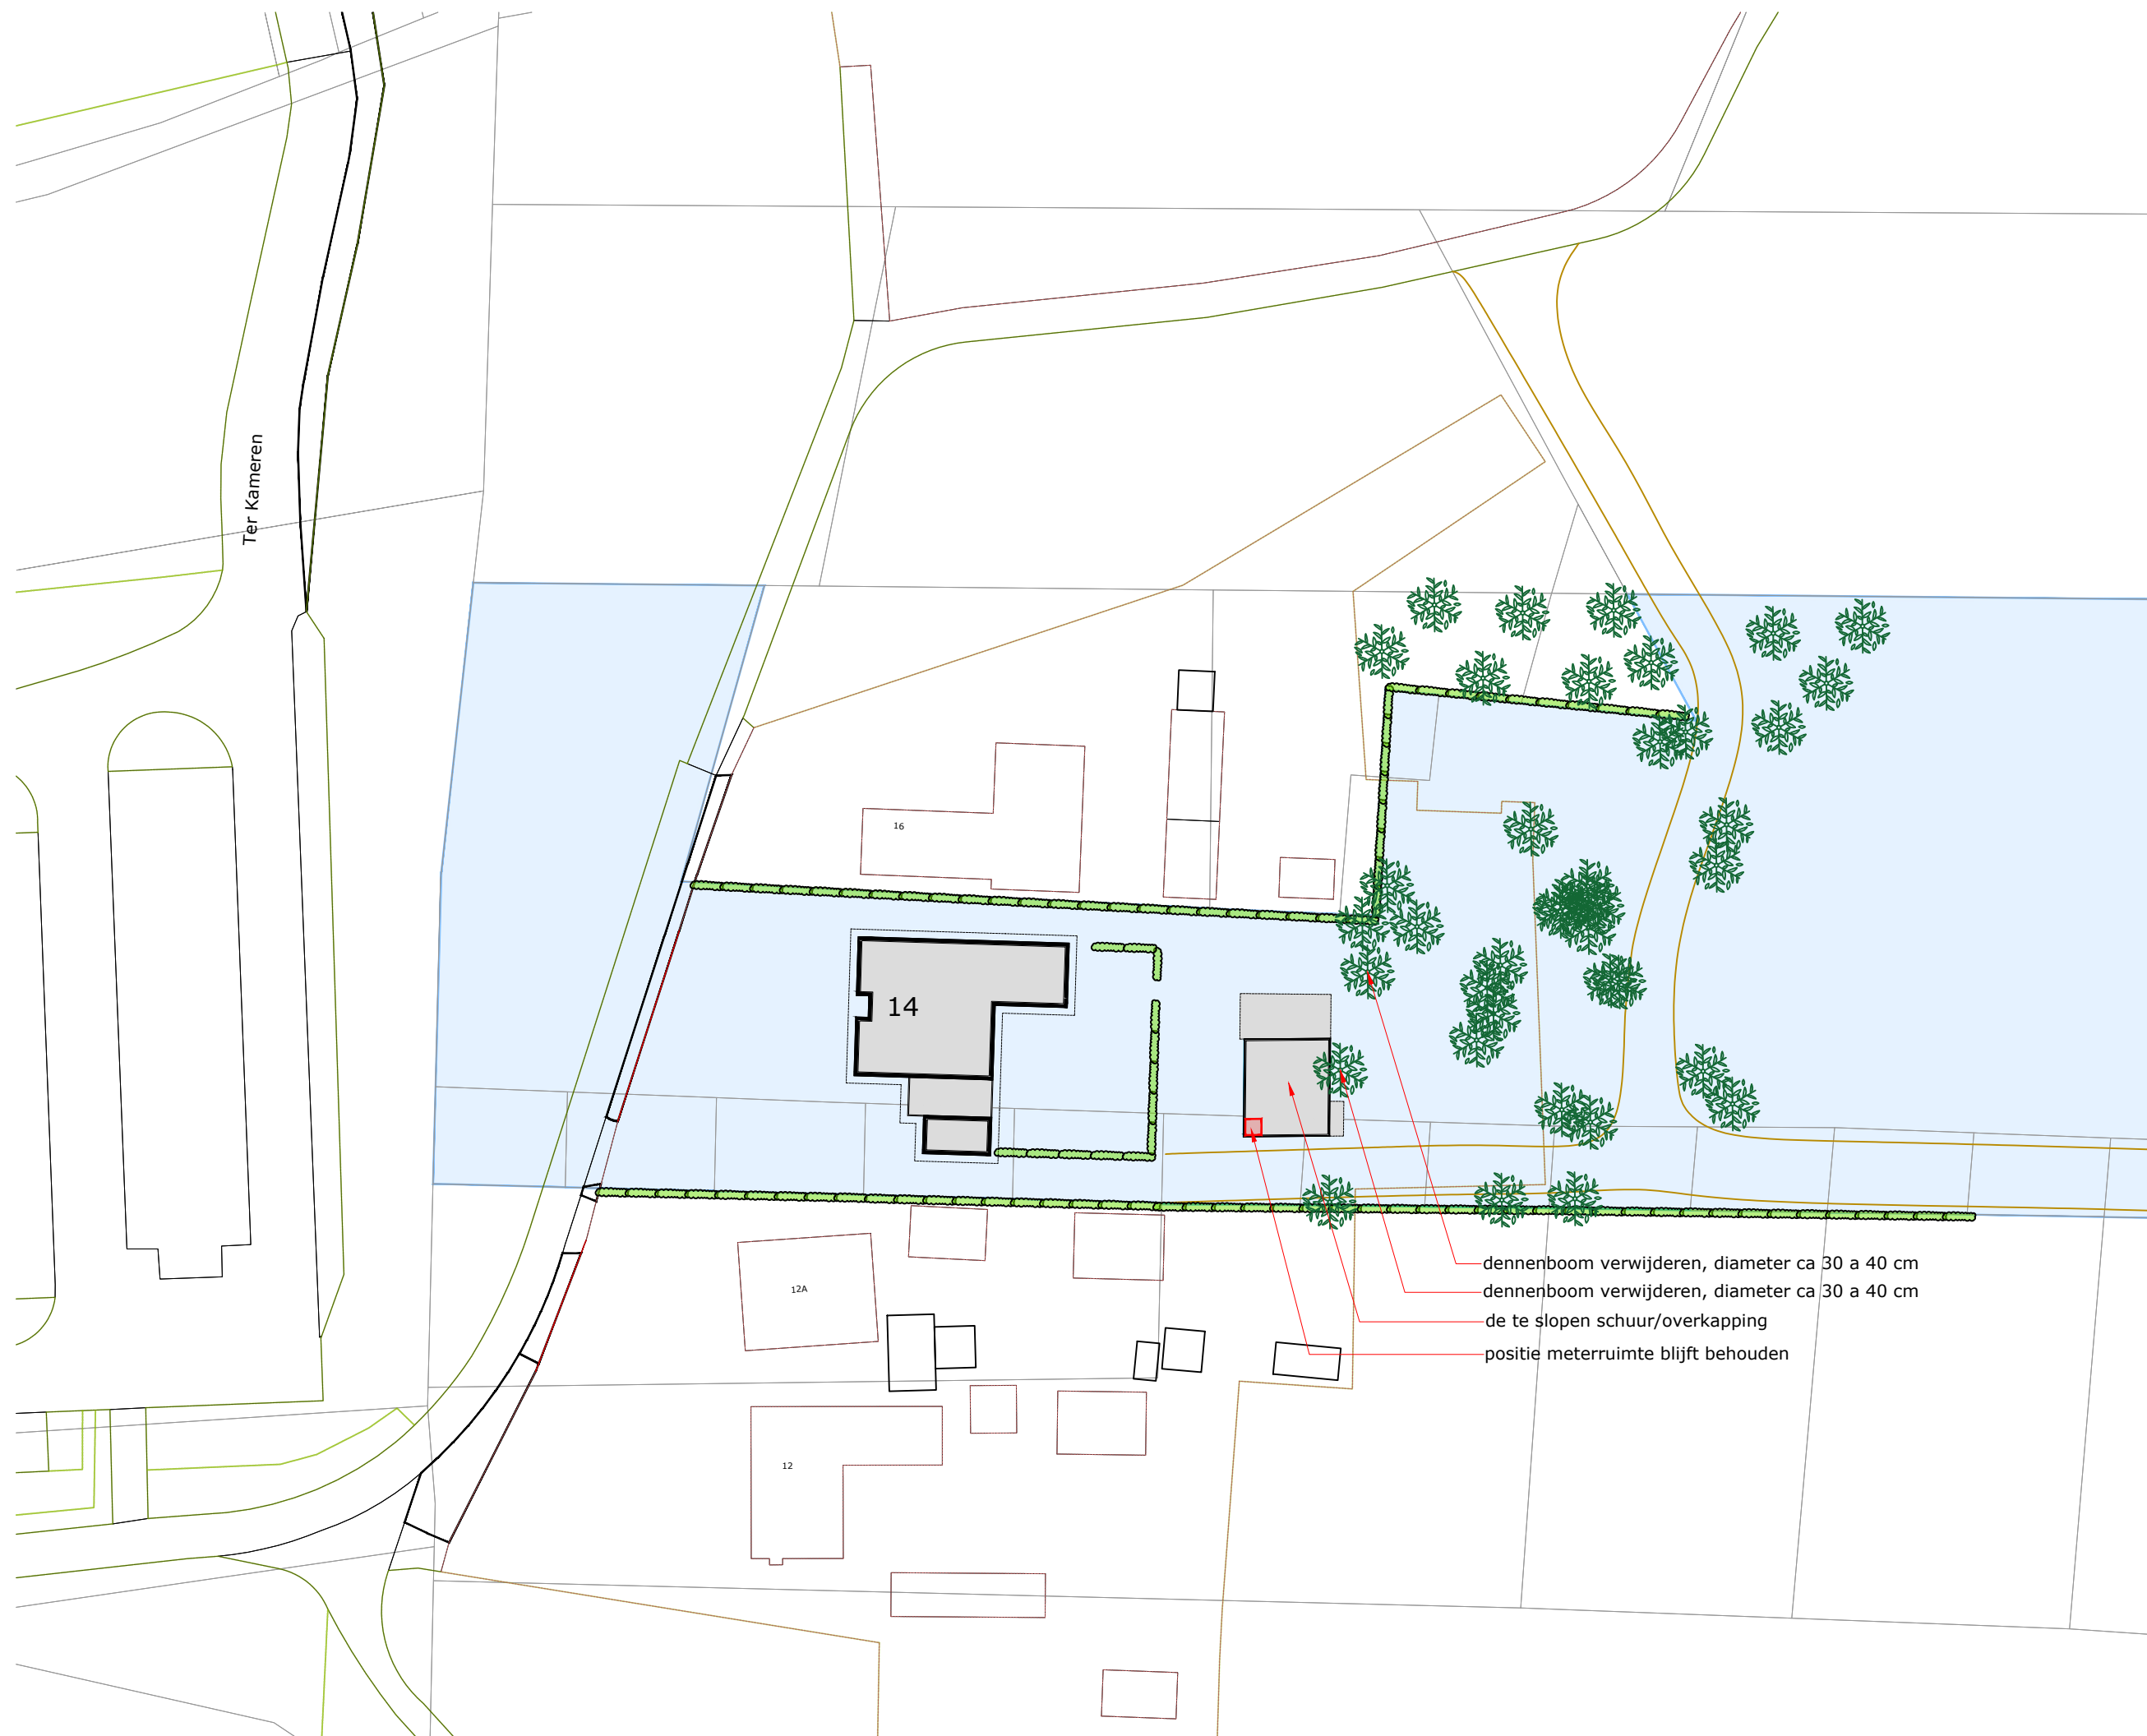 Ter Kameren
16
14
dennenboom verwijderen, diameter ca 30 a 40 cm
dennenboom verwijderen, diameter ca 30 a 40 cm
12A
de te slopen schuur/overkapping
positie meterruimte blijft behouden
12